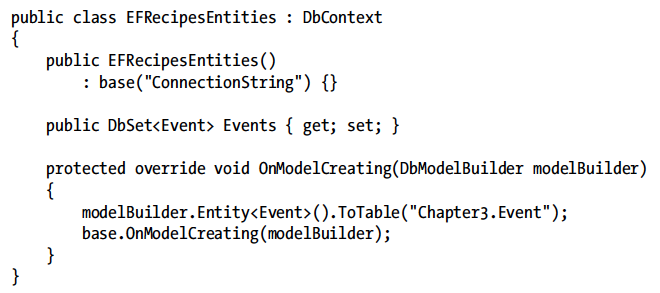 public class EFRecipesEntities : DbContext
{
    public EFRecipesEntities()
        : base("ConnectionString") {}

    public DbSet<Event> Events { get; set; }

    protected override void OnModelCreating(DbModelBuilder modelBuilder)
    {
        modelBuilder.Entity<Event>().ToTable("Chapter3.Event");
        base.OnModelCreating(modelBuilder);
    }
}